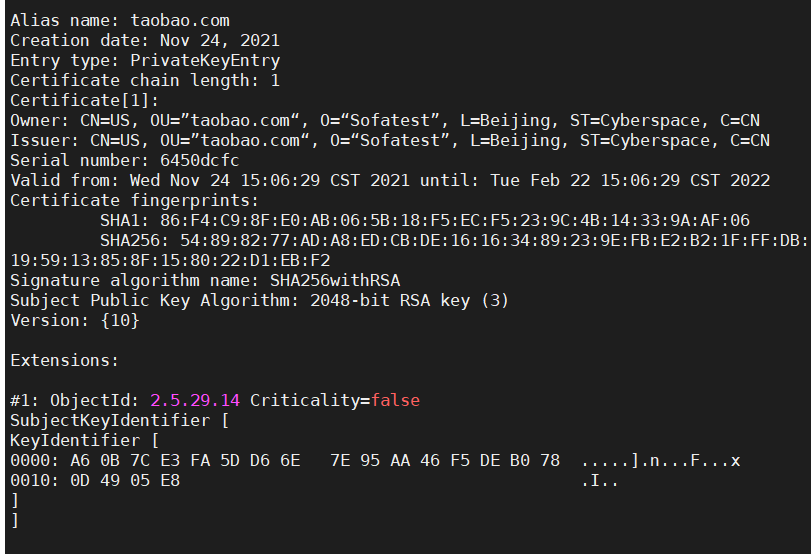 Alias name: taobao.com
Creation date: Nov 24, 2021
Entry type: PrivateKeyEntry
Certificate chain length: 1
Certificate[1]:
Owner: CN=US, OU=”taobao.com“, O=“Sofatest”, L=Beijing, ST=Cyberspace, C=CN
Issuer: CN=US, OU=”taobao.com“, O=“Sofatest”, L=Beijing, ST=Cyberspace, C=CN
Serial number: 6450dcfc
Valid from: Wed Nov 24 15:06:29 CST 2021 until: Tue Feb 22 15:06:29 CST 2022
Certificate fingerprints:
SHA1: 86:F4:C9:8F:E0:AB:06:5B:18:F5:EC:F5:23:9C:4B:14:33:9A:AF:06
SHA256: 54:89:82:77:AD:A8:ED:CB:DE:16:16:34:89:23:9E:FB:E2:B2:1F:FF:DB:
19:59:13:85:8F:15:80:22:D1:EB:F2
Signature algorithm name: SHA256withRSA
Subject Public Key Algorithm: 2048-bit RSA key (3)
Version: {10}
Extensions:
#1: ObjectId: 2.5.29.14 Criticality=false
SubjectKeyIdentifier [
KeyIdentifier [
0000: A6 0B 7C E3 FA 5D D6 6E   7E 95 AA 46 F5 DE B0 78  .....].n...F...x
0010: 0D 49 05 E8                                        .I..
]
]